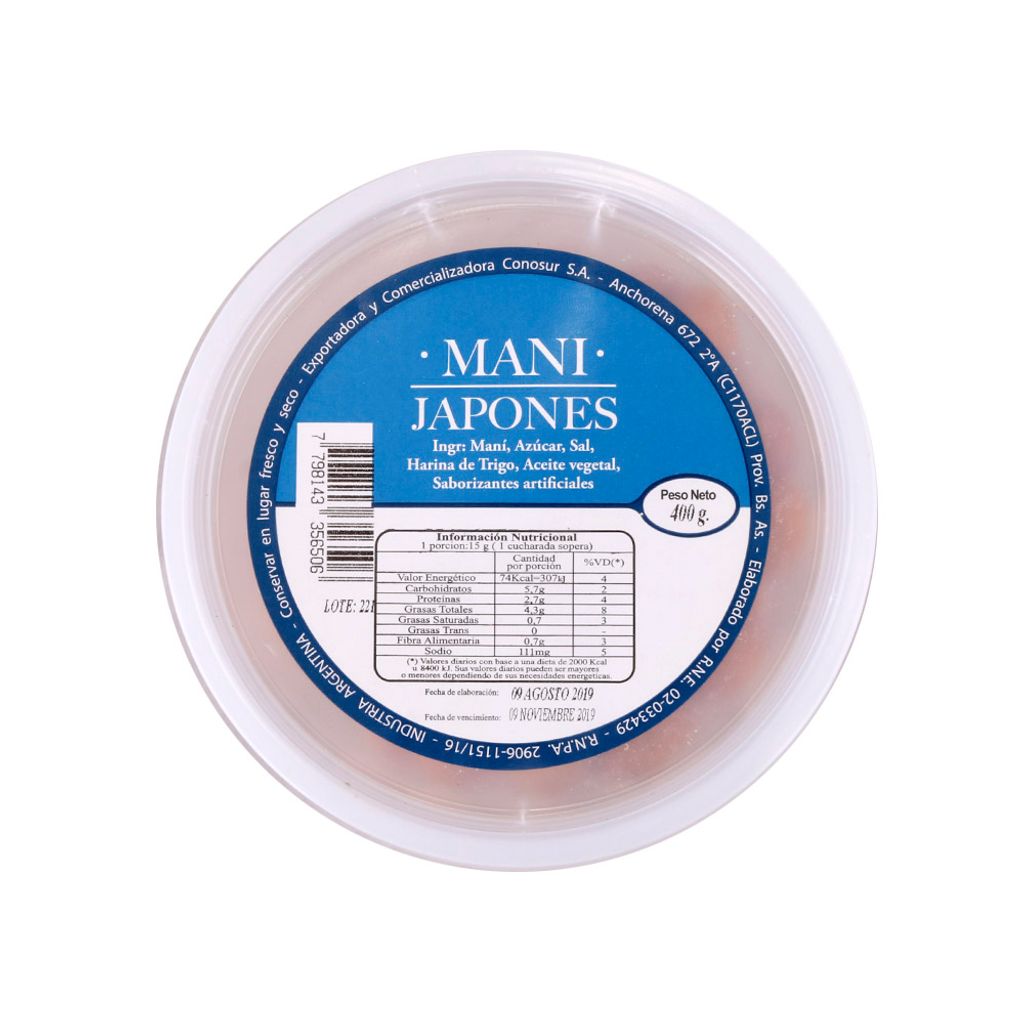 Exportadora y Comercializadora Conosur S.A. - Anchorena 672 2ºA (C1170ACL) Prov. Bs. As. - Elaborado por R.N.E. 02-033429 - R.N.P.A. 2906-1151/16 - INDUSTRIA ARGENTINA - Conservar en lugar fresco y seco -
· MANI ·
JAPONES
Ingr: Maní, Azúcar, Sal,
Harina de Trigo, Aceite vegetal,
Saborizantes artificiales
Peso Neto
400 g.
7 798143 356506
LOTE: 221
Información Nutricional
1 porcion:15 g ( 1 cucharada sopera)
Cantidad por porción %VD(*)
Valor Energético 74Kcal=307kj 4
Carbohidratos 5,7g 2
Proteinas 2,7g 4
Grasas Totales 4,3g 8
Grasas Saturadas 0,7 3
Grasas Trans 0 -
Fibra Alimentaria 0,7g 3
Sodio 111mg 5
(*) Valores diarios con base a una dieta de 2000 Kcal
u 8400 kJ. Sus valores diarios pueden ser mayores
o menores dependiendo de sus necesidades energeticas.
Fecha de elaboración: 09 AGOSTO 2019
Fecha de vencimiento: 09 NOVIEMBRE 2019